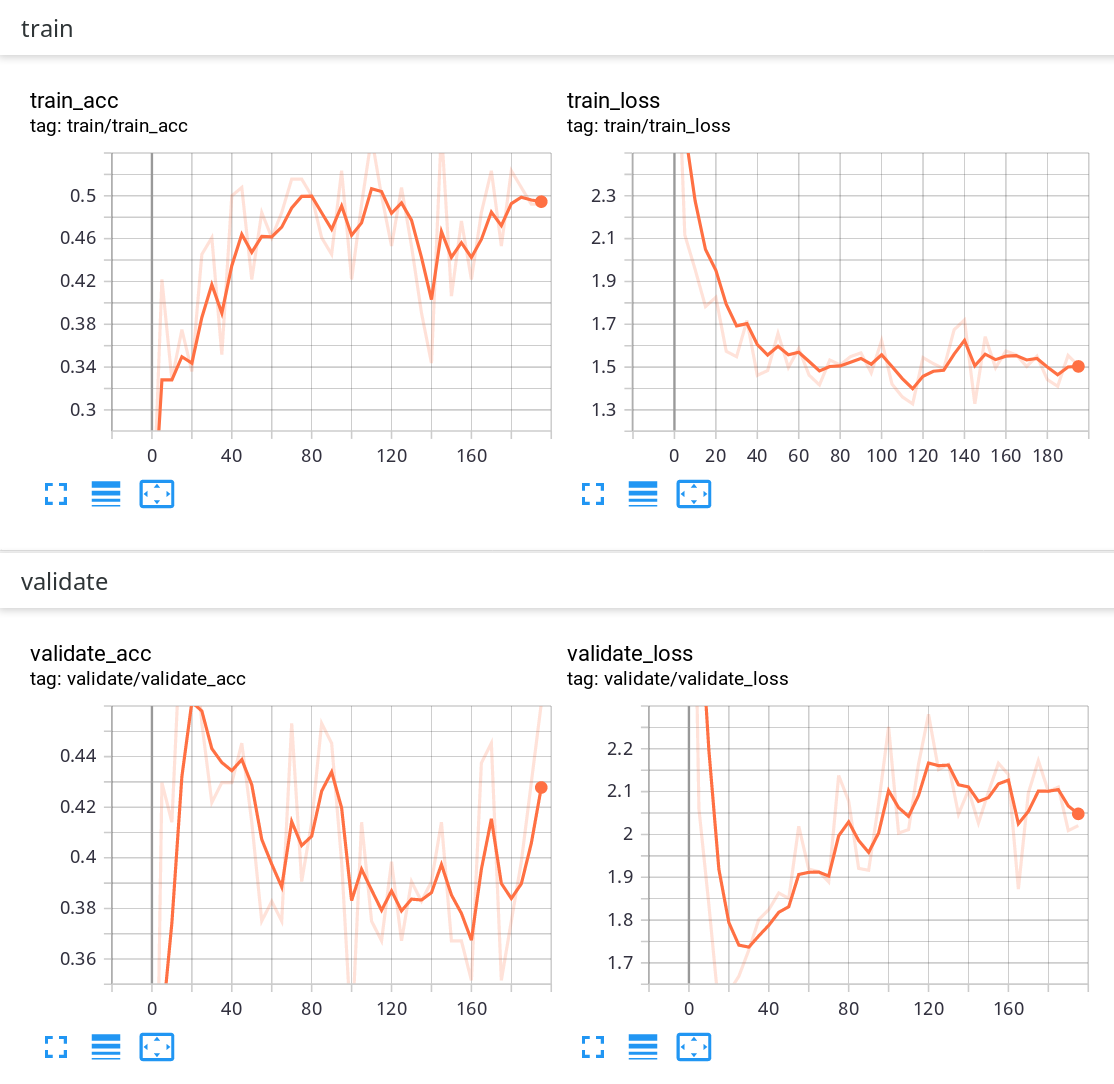 train
train_acc
tag: train/train_acc
0.5
0.46
0.42
0.38
0.34
0.3
0 40 80 120 160
train_loss
tag: train/train_loss
2.3
2.1
1.9
1.7
1.5
1.3
0 20 40 60 80 100 120 140 160 180
validate
validate_acc
tag: validate/validate_acc
0.44
0.42
0.4
0.38
0.36
0 40 80 120 160
validate_loss
tag: validate/validate_loss
2.2
2.1
2
1.9
1.8
1.7
0 40 80 120 160